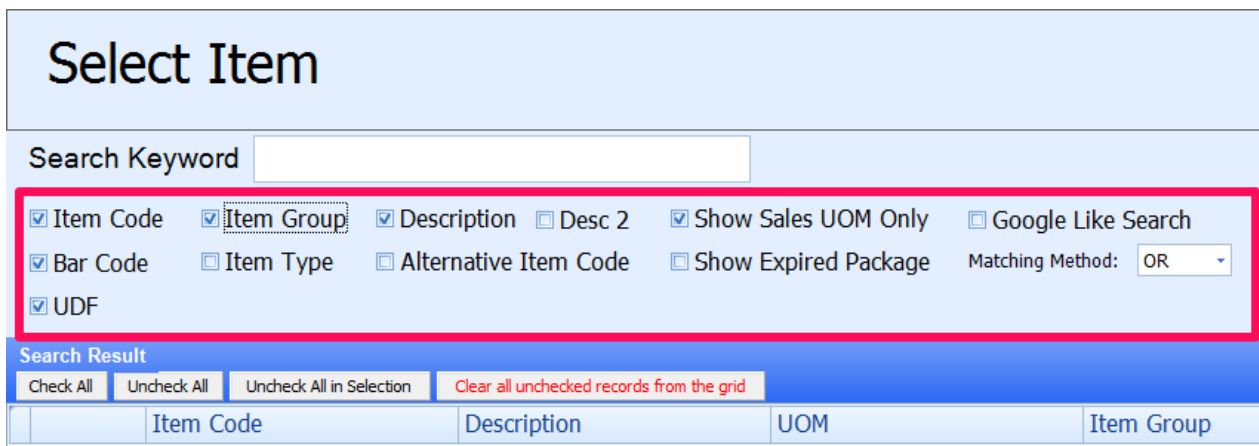 Select Item
Search Keyword
Item Code Item Group Description Desc 2 Show Sales UOM Only Google Like Search
Bar Code Item Type Alternative Item Code Show Expired Package Matching Method: OR
UDF
Search Result
Check All Uncheck All Uncheck All in Selection Clear all unchecked records from the grid
Item Code Description UOM Item Group